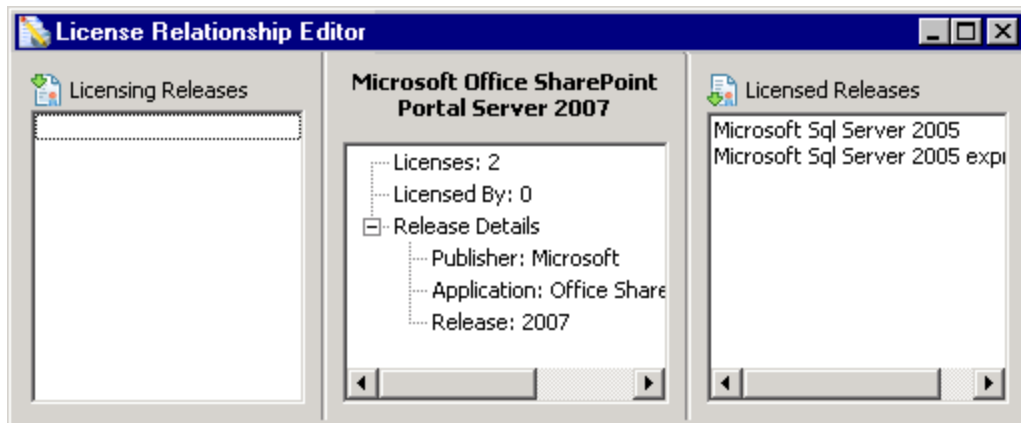 License Relationship Editor
Licensing Releases
Microsoft Office SharePoint
Portal Server 2007
Licenses: 2
Licensed By: 0
Release Details
Publisher: Microsoft
Application: Office Share
Release: 2007
Licensed Releases
Microsoft Sql Server 2005
Microsoft Sql Server 2005 expr